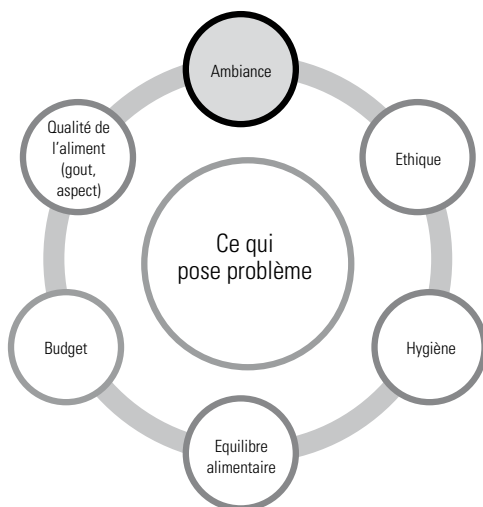 Ambiance
Qualité de
l'aliment
(gout,
aspect)
Ethique
Ce qui
pose problème
Budget
Hygiène
Equilibre
alimentaire